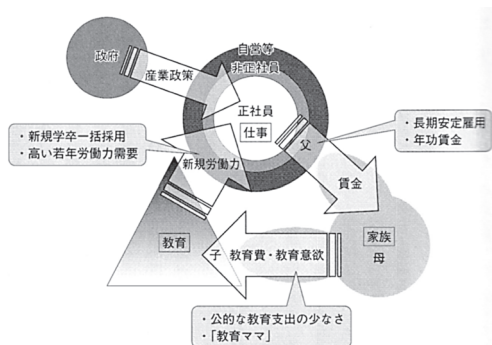 政府
産業政策
自営等
非正社員
正社員
仕事
・新規学卒一括採用
・高い若年労働力需要
新規労働力
父
・長期安定雇用
・年功賃金
賃金
家族
母
教育
子
教育費・教育意欲
・公的な教育支出の少なさ
・「教育ママ」